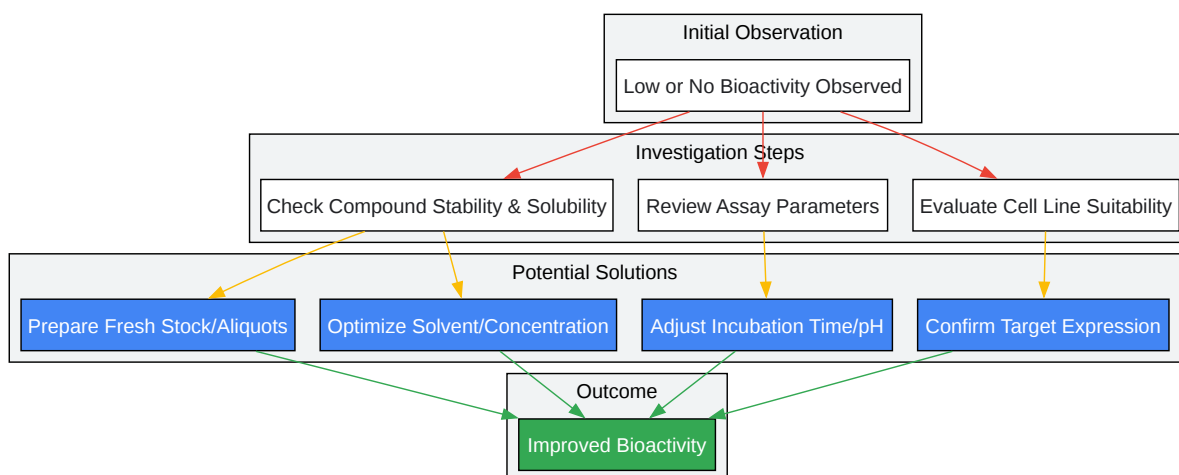 Initial Observation
Low or No Bioactivity Observed
Investigation Steps
Check Compound Stability & Solubility
Review Assay Parameters
Evaluate Cell Line Suitability
Potential Solutions
Prepare Fresh Stock/Aliquots
Optimize Solvent/Concentration
Adjust Incubation Time/pH
Confirm Target Expression
Outcome
Improved Bioactivity